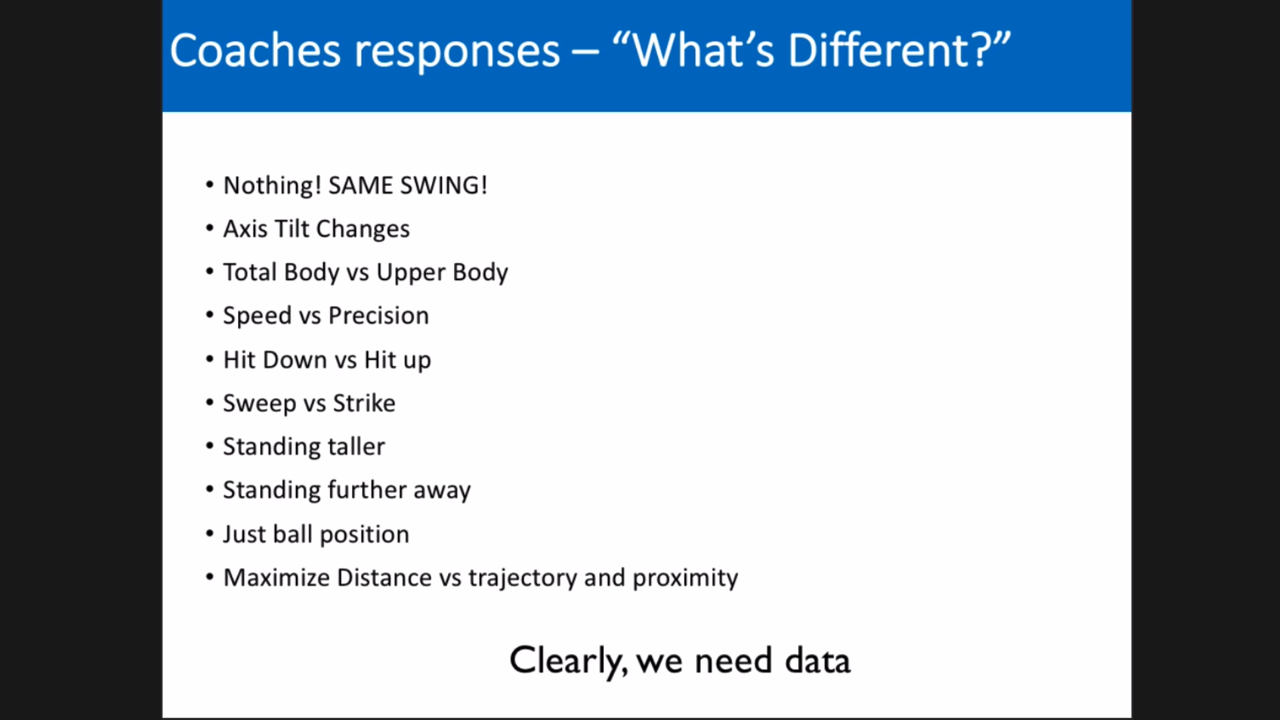 Coaches responses – “What’s Different?”
• Nothing! SAME SWING!
• Axis Tilt Changes
• Total Body vs Upper Body
• Speed vs Precision
• Hit Down vs Hit up
• Sweep vs Strike
• Standing taller
• Standing further away
• Just ball position
• Maximize Distance vs trajectory and proximity
Clearly, we need data